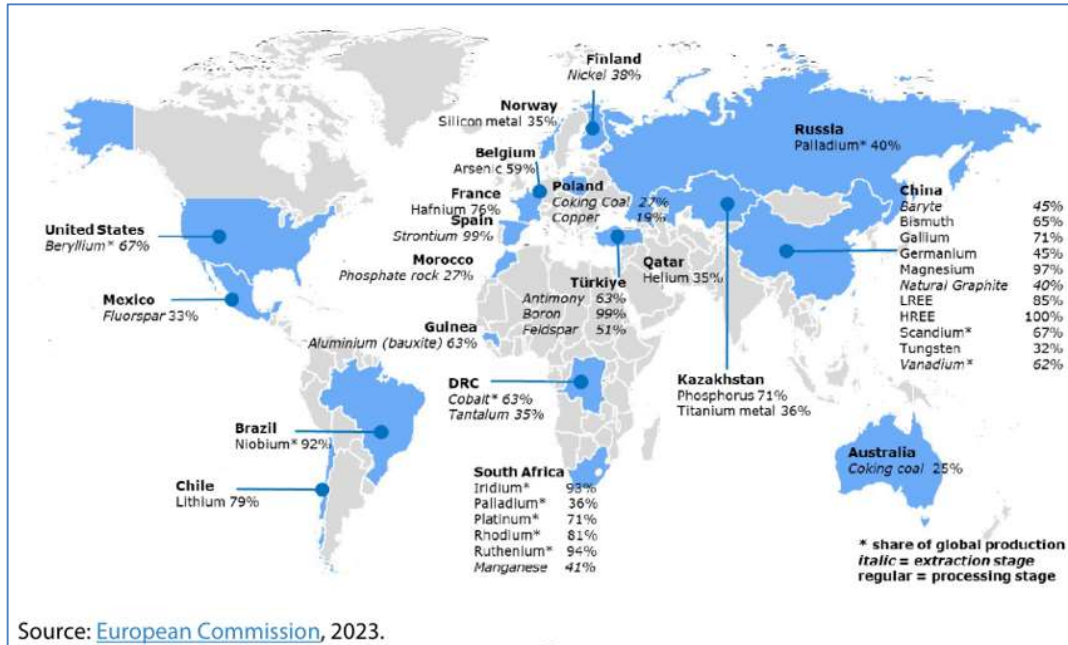 Finland
Nickel 38%
Norway
Silicon metal 35%
Belgium
Arsenic 59%
France
Hafnium 76%
Spain
Strontium 99%
Poland
Coking Coal 27%
Copper 19%
Russia
Palladium* 40%
China
Baryte 45%
Bismuth 65%
Gallium 71%
Germanium 45%
Magnesium 97%
Natural Graphite 40%
LREE 85%
HREE 100%
Scandium* 67%
Tungsten 32%
Vanadium* 62%
United States
Beryllium* 67%
Mexico
Fluorspar 33%
Morocco
Phosphate rock 27%
Qatar
Helium 35%
Türkiye
Antimony 63%
Boron 99%
Feldspar 51%
Guinea
Aluminium (bauxite) 63%
DRC
Cobalt* 63%
Tantalum 35%
Kazakhstan
Phosphorus 71%
Titanium metal 36%
Brazil
Niobium* 92%
Chile
Lithium 79%
South Africa
Iridium* 93%
Palladium* 36%
Platinum* 71%
Rhodium* 81%
Ruthenium* 94%
Manganese 41%
Australia
Coking coal 25%
* share of global production
italic = extraction stage
regular = processing stage
Source: European Commission, 2023.